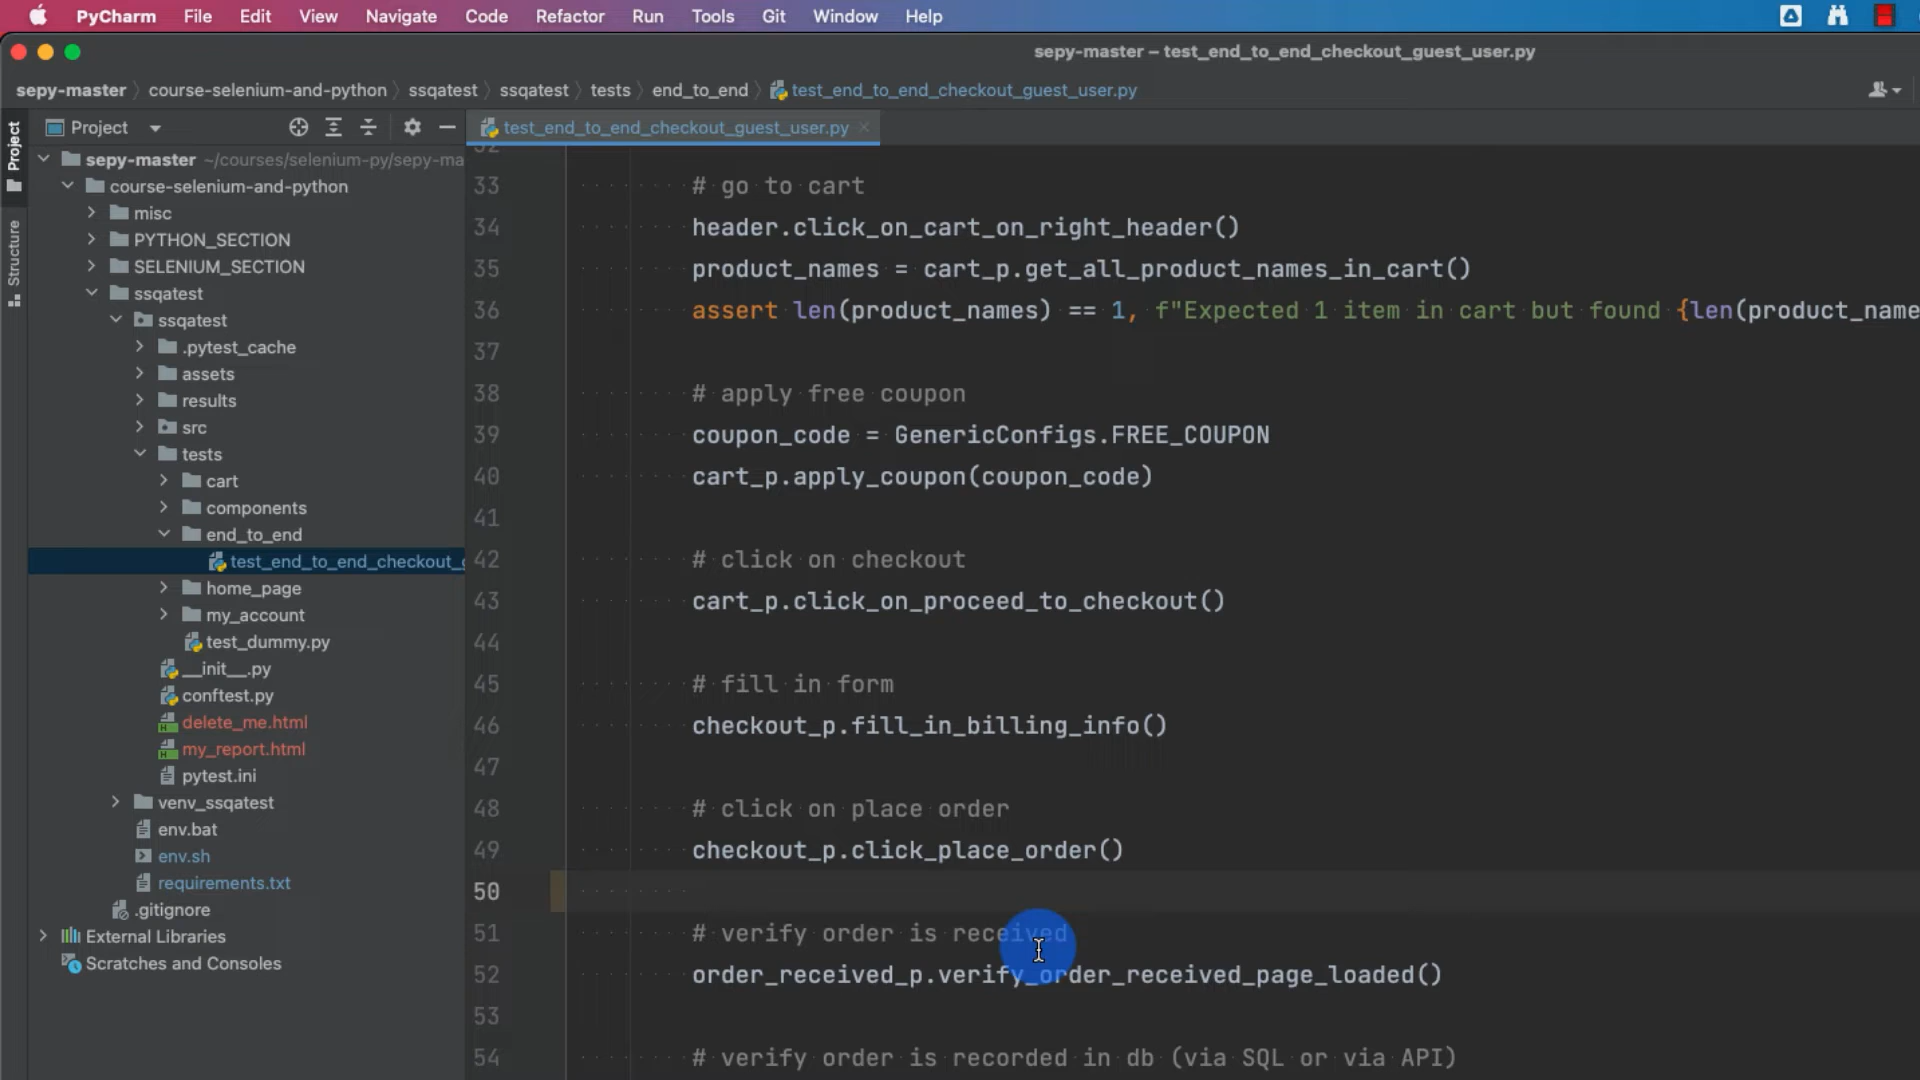 PyCharm File Edit View Navigate Code Refactor Run Tools Git Window Help
sepy-master – test_end_to_end_checkout_guest_user.py
sepy-master course-selenium-and-python ssqatest ssqatest tests end_to_end test_end_to_end_checkout_guest_user.py
Project
Structure
Project
sepy-master ~/courses/selenium-py/sepy-ma
course-selenium-and-python
misc
PYTHON_SECTION
SELENIUM_SECTION
ssqatest
ssqatest
.pytest_cache
assets
results
src
tests
cart
components
end_to_end
test_end_to_end_checkout_g
home_page
my_account
test_dummy.py
__init__.py
conftest.py
delete_me.html
my_report.html
pytest.ini
venv_ssqatest
env.bat
env.sh
requirements.txt
.gitignore
External Libraries
Scratches and Consoles
test_end_to_end_checkout_guest_user.py
32
33 # go to cart
34 header.click_on_cart_on_right_header()
35 product_names = cart_p.get_all_product_names_in_cart()
36 assert len(product_names) == 1, f"Expected 1 item in cart but found {len(product_name
37
38 # apply free coupon
39 coupon_code = GenericConfigs.FREE_COUPON
40 cart_p.apply_coupon(coupon_code)
41
42 # click on checkout
43 cart_p.click_on_proceed_to_checkout()
44
45 # fill in form
46 checkout_p.fill_in_billing_info()
47
48 # click on place order
49 checkout_p.click_place_order()
50
51 # verify order is received
52 order_received_p.verify_order_received_page_loaded()
53
54 # verify order is recorded in db (via SQL or via API)